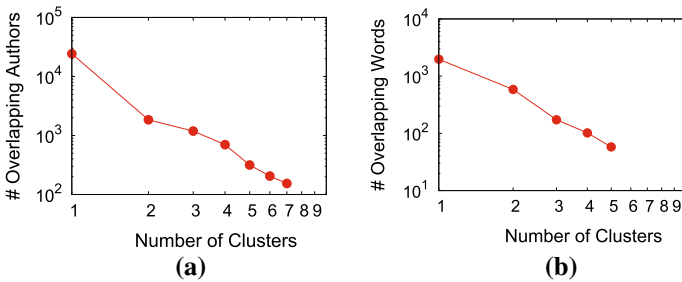 # Overlapping Authors
10^5
10^4
10^3
10^2
1 2 3 4 5 6 7 8 9
Number of Clusters
(a)
# Overlapping Words
10^4
10^3
10^2
10^1
1 2 3 4 5 6 7 8 9
Number of Clusters
(b)